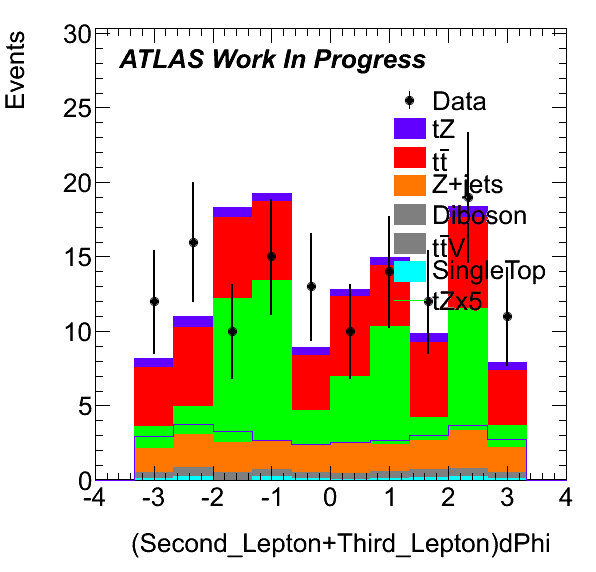 Events
ATLAS Work In Progress
Data
tZ
tt̄
Z+jets
Diboson
tt̄V
SingleTop
tZx5
30
25
20
15
10
5
0
-4 -3 -2 -1 0 1 2 3 4
(Second_Lepton+Third_Lepton)dPhi